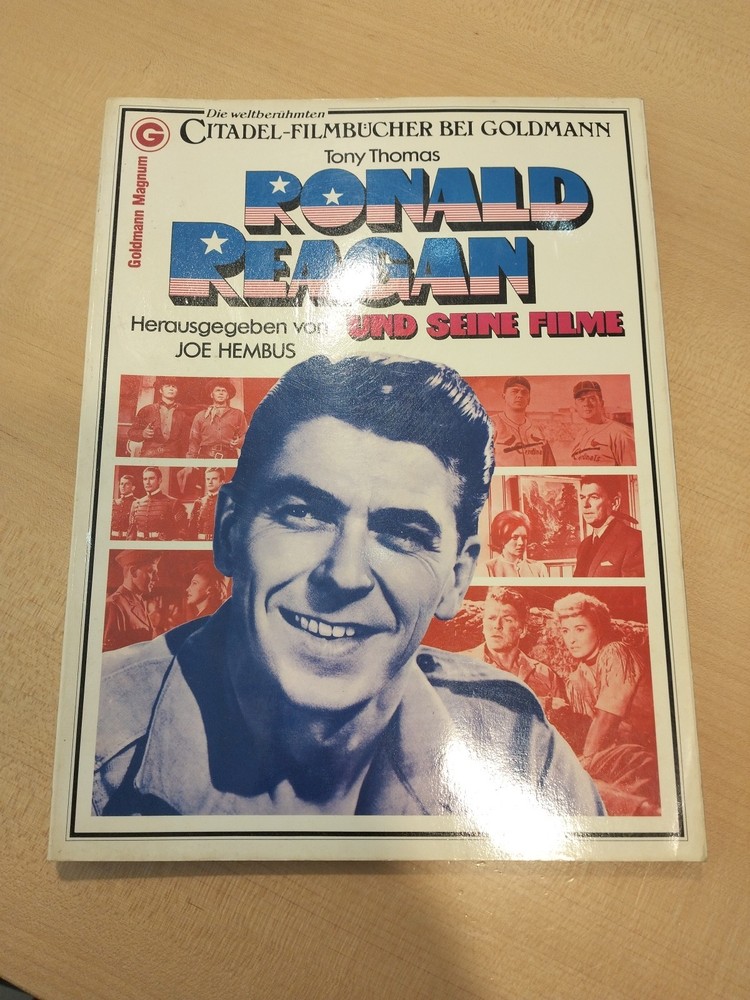 Die weltberühmten
CITADEL-FILMBÜCHER BEI GOLDMANN
G
Goldmann Magnum
Tony Thomas
RONALD
REAGAN
UND SEINE FILME
Herausgegeben von
JOE HEMBUS
Cardinals